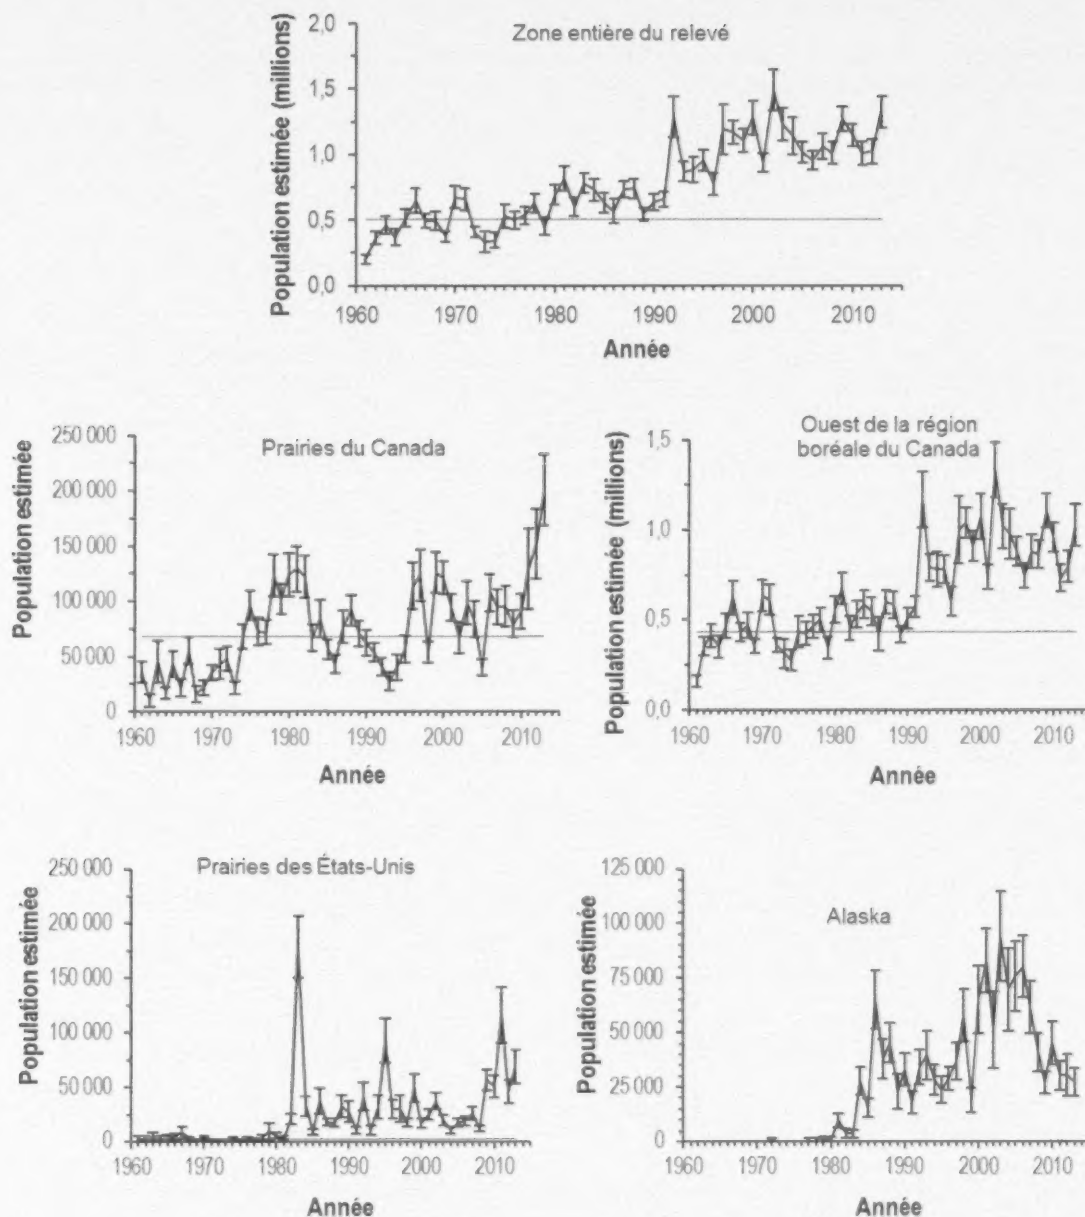 Zone entière du relevé
Population estimée (millions)
2,0
1,5
1,0
0,5
0,0
1960 1970 1980 1990 2000 2010
Année
Prairies du Canada
Population estimée
250 000
200 000
150 000
100 000
50 000
0
1960 1970 1980 1990 2000 2010
Année
Ouest de la région
boréale du Canada
Population estimée (millions)
1,5
1,0
0,5
0,0
1960 1970 1980 1990 2000 2010
Année
Prairies des États-Unis
Population estimée
250 000
200 000
150 000
100 000
50 000
0
1960 1970 1980 1990 2000 2010
Année
Alaska
Population estimée
125 000
100 000
75 000
50 000
25 000
0
1960 1970 1980 1990 2000 2010
Année